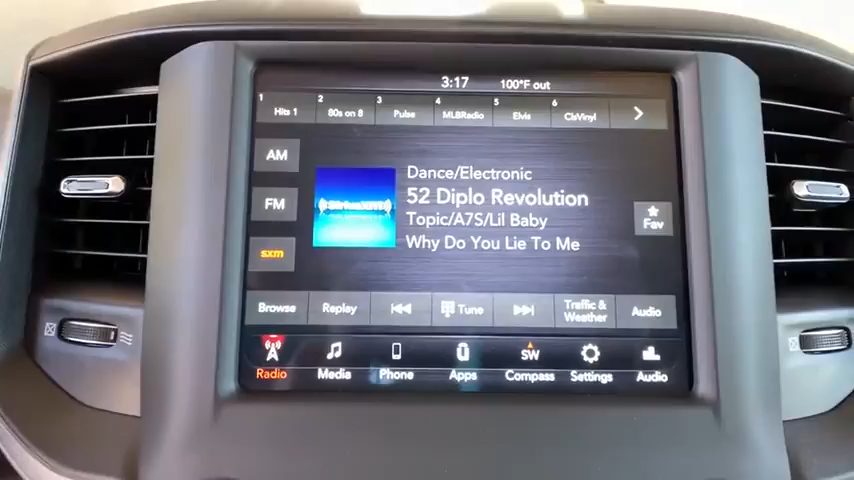 3:17 100°F out
1 Hits 1 2 80s on 8 3 Pulse 4 MLBRadio 5 Elvis 6 ClsVinyl
AM
FM
sxm
((SiriusXM))
Dance/Electronic
52 Diplo Revolution
Topic/A7S/Lil Baby
Why Do You Lie To Me
Fav
Browse Replay Tune Traffic & Weather Audio
SW
Radio Media Phone Apps Compass Settings Audio